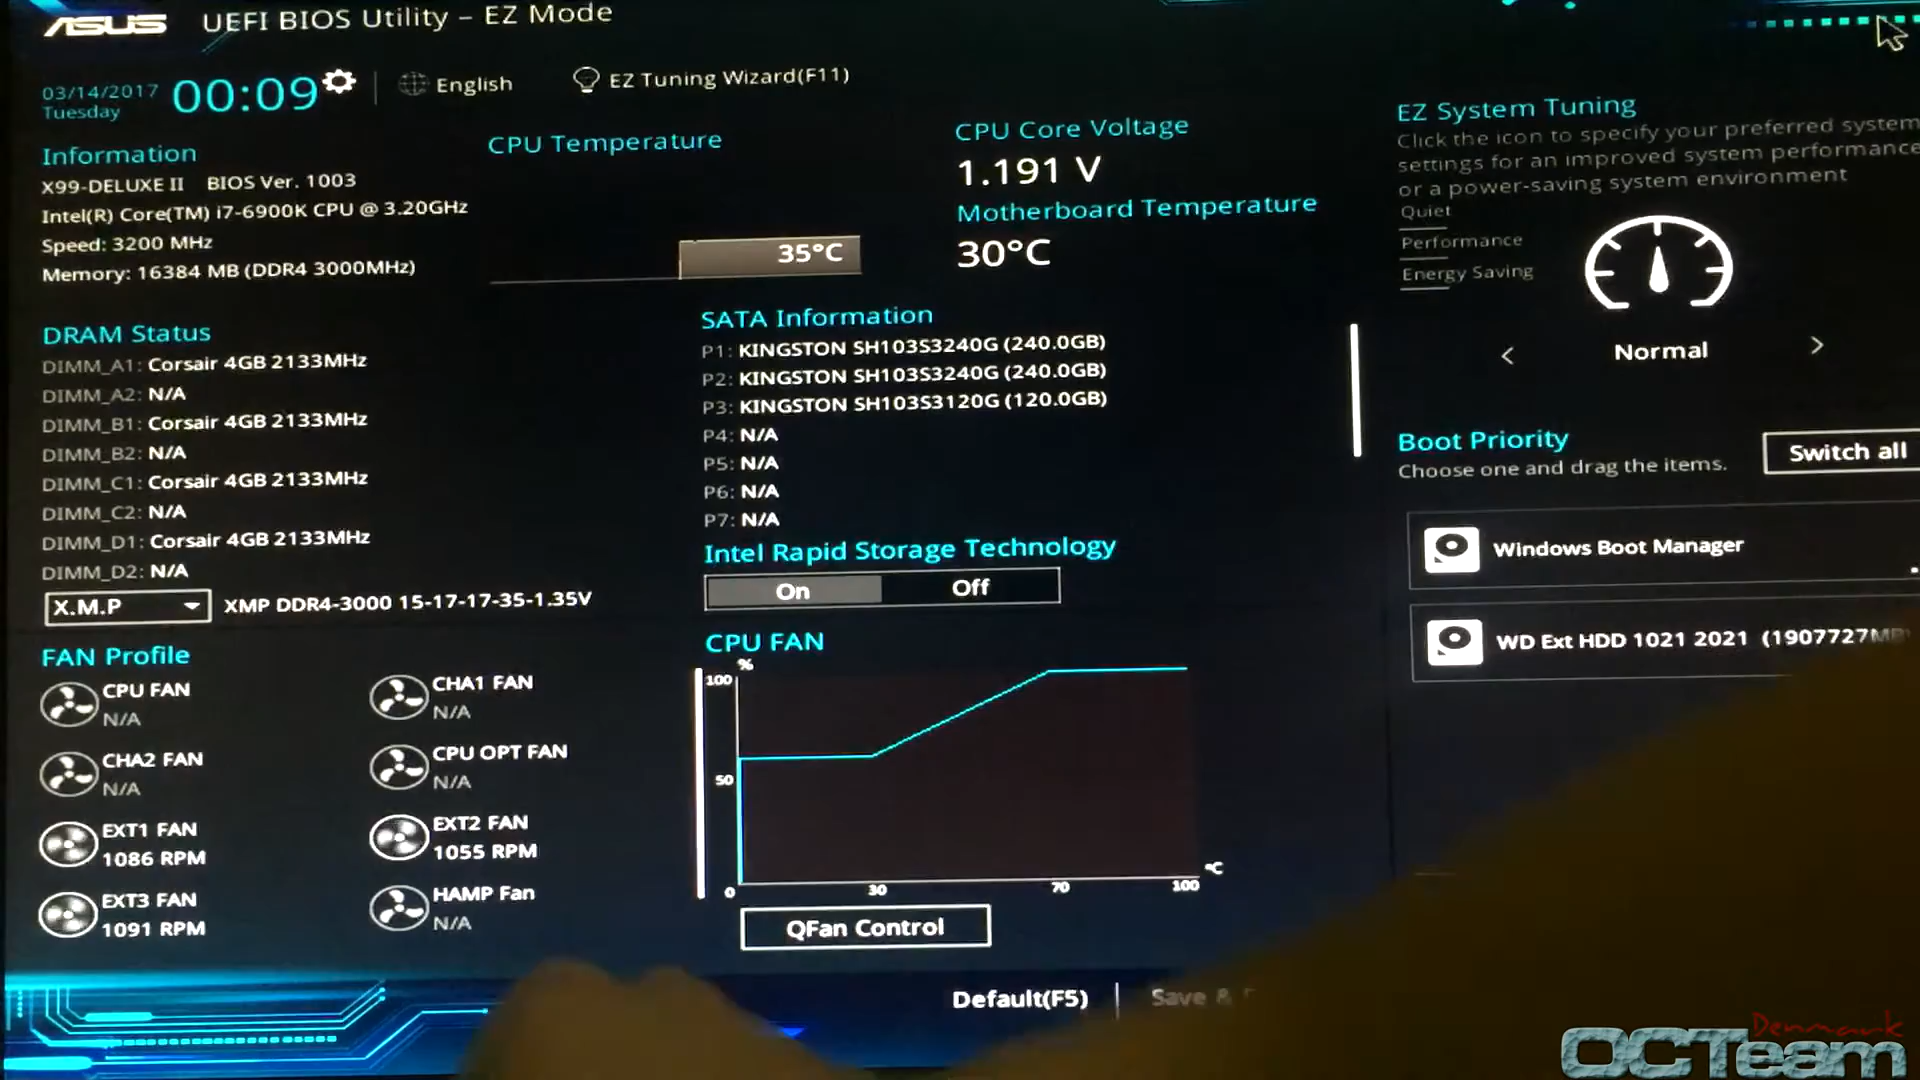 ASUS UEFI BIOS Utility – EZ Mode
03/14/2017
Tuesday
00:09
English
EZ Tuning Wizard(F11)
Information
X99-DELUXE II BIOS Ver. 1003
Intel(R) Core(TM) i7-6900K CPU @ 3.20GHz
Speed: 3200 MHz
Memory: 16384 MB (DDR4 3000MHz)
CPU Temperature
35°C
CPU Core Voltage
1.191 V
Motherboard Temperature
30°C
EZ System Tuning
Click the icon to specify your preferred system
settings for an improved system performance
or a power-saving system environment
Quiet
Performance
Energy Saving
< Normal >
DRAM Status
DIMM_A1: Corsair 4GB 2133MHz
DIMM_A2: N/A
DIMM_B1: Corsair 4GB 2133MHz
DIMM_B2: N/A
DIMM_C1: Corsair 4GB 2133MHz
DIMM_C2: N/A
DIMM_D1: Corsair 4GB 2133MHz
DIMM_D2: N/A
X.M.P XMP DDR4-3000 15-17-17-35-1.35V
SATA Information
P1: KINGSTON SH103S3240G (240.0GB)
P2: KINGSTON SH103S3240G (240.0GB)
P3: KINGSTON SH103S3120G (120.0GB)
P4: N/A
P5: N/A
P6: N/A
P7: N/A
Intel Rapid Storage Technology
On Off
Boot Priority
Choose one and drag the items.
Switch all
Windows Boot Manager
WD Ext HDD 1021 2021 (1907727MB)
FAN Profile
CPU FAN
N/A
CHA1 FAN
N/A
CHA2 FAN
N/A
CPU OPT FAN
N/A
EXT1 FAN
1086 RPM
EXT2 FAN
1055 RPM
EXT3 FAN
1091 RPM
HAMP Fan
N/A
CPU FAN
%
100
50
0 30 70 100
°C
QFan Control
Default(F5)
Save &
Denmark
OCTeam